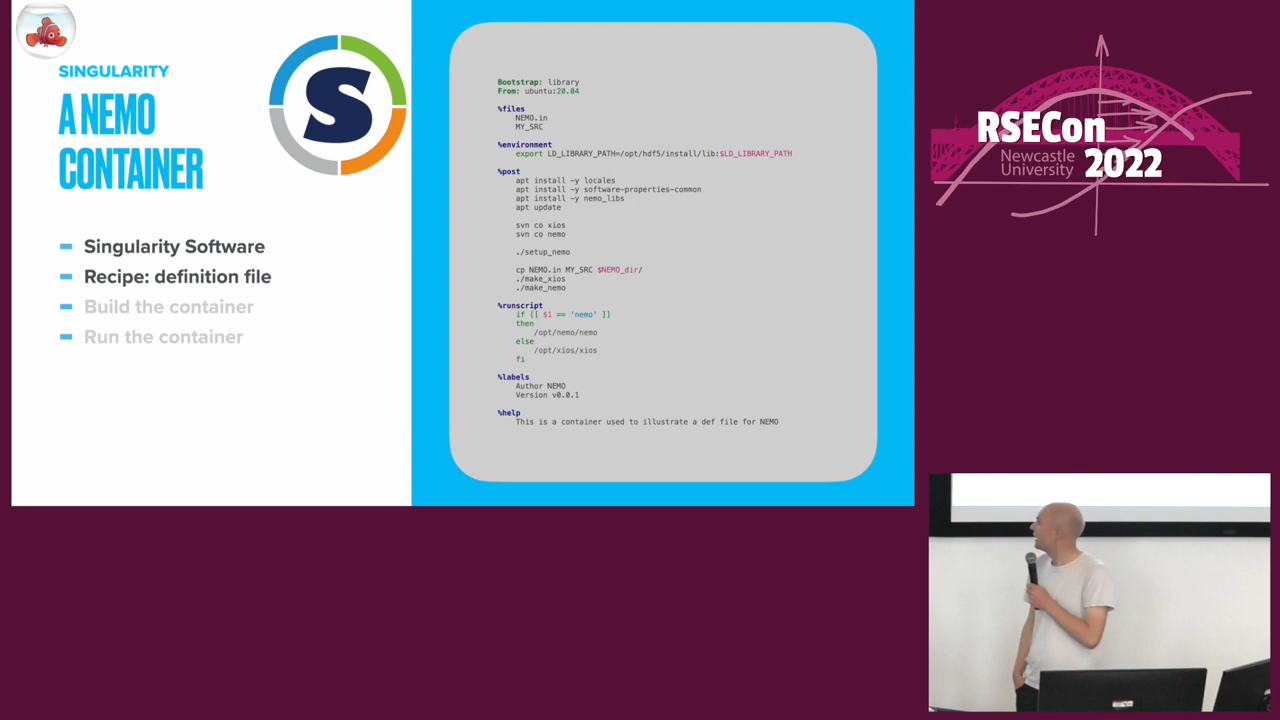 SINGULARITY
A NEMO
CONTAINER
Singularity Software
Recipe: definition file
Build the container
Run the container
S
Bootstrap: library
From: ubuntu:20.04
%files
NEMO.in
MY_SRC
%environment
export LD_LIBRARY_PATH=/opt/hdf5/install/lib:$LD_LIBRARY_PATH
%post
apt install -y locales
apt install -y software-properties-common
apt install -y nemo_libs
apt update
svn co xios
svn co nemo
./setup_nemo
cp NEMO.in MY_SRC $NEMO_dir/
./make_xios
./make_nemo
%runscript
if [[ $1 == 'nemo' ]]
then
/opt/nemo/nemo
else
/opt/xios/xios
fi
%labels
Author NEMO
Version v0.0.1
%help
This is a container used to illustrate a def file for NEMO
RSECon
Newcastle
University
2022